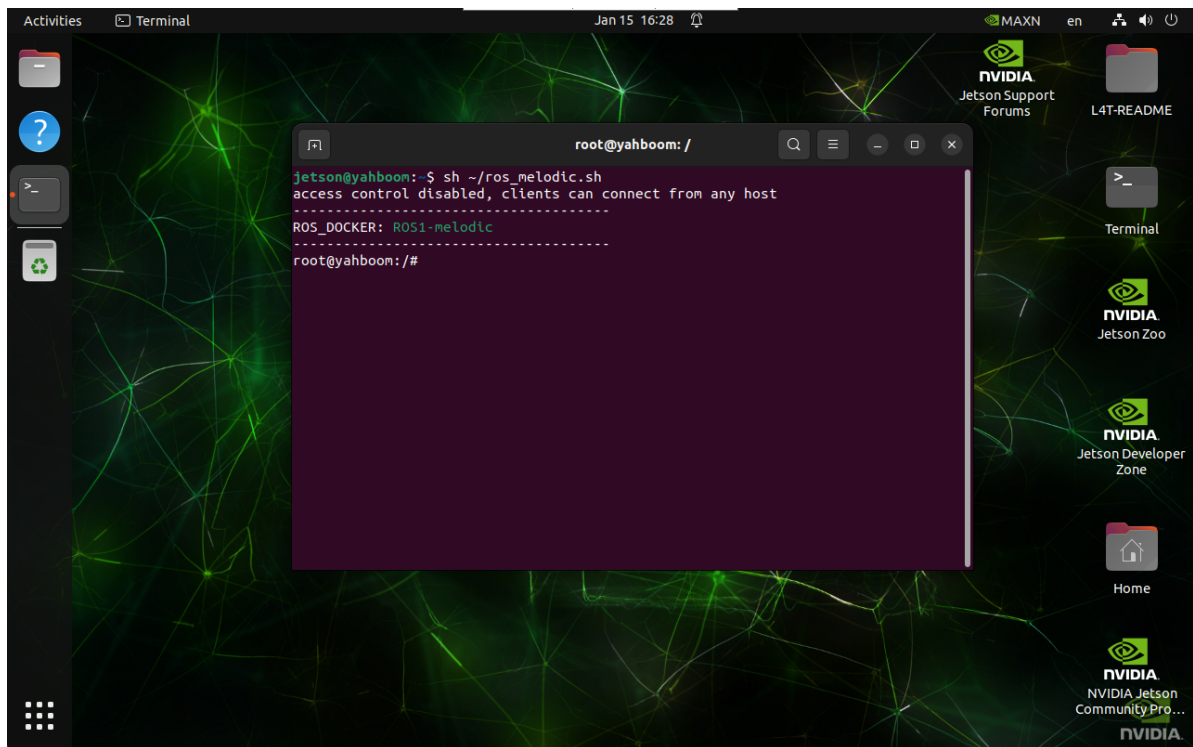 Activities
Terminal
Jan 15 16:28
MAXN
en
NVIDIA.
Jetson Support
Forums
L4T-README
root@yahboom: /
jetson@yahboom:~$ sh ~/ros_melodic.sh
access control disabled, clients can connect from any host
--------------------------------------
ROS_DOCKER: ROS1-melodic
--------------------------------------
root@yahboom:/#
Terminal
NVIDIA.
Jetson Zoo
NVIDIA.
Jetson Developer
Zone
Home
NVIDIA.
NVIDIA Jetson
Community Pro...
NVIDIA.